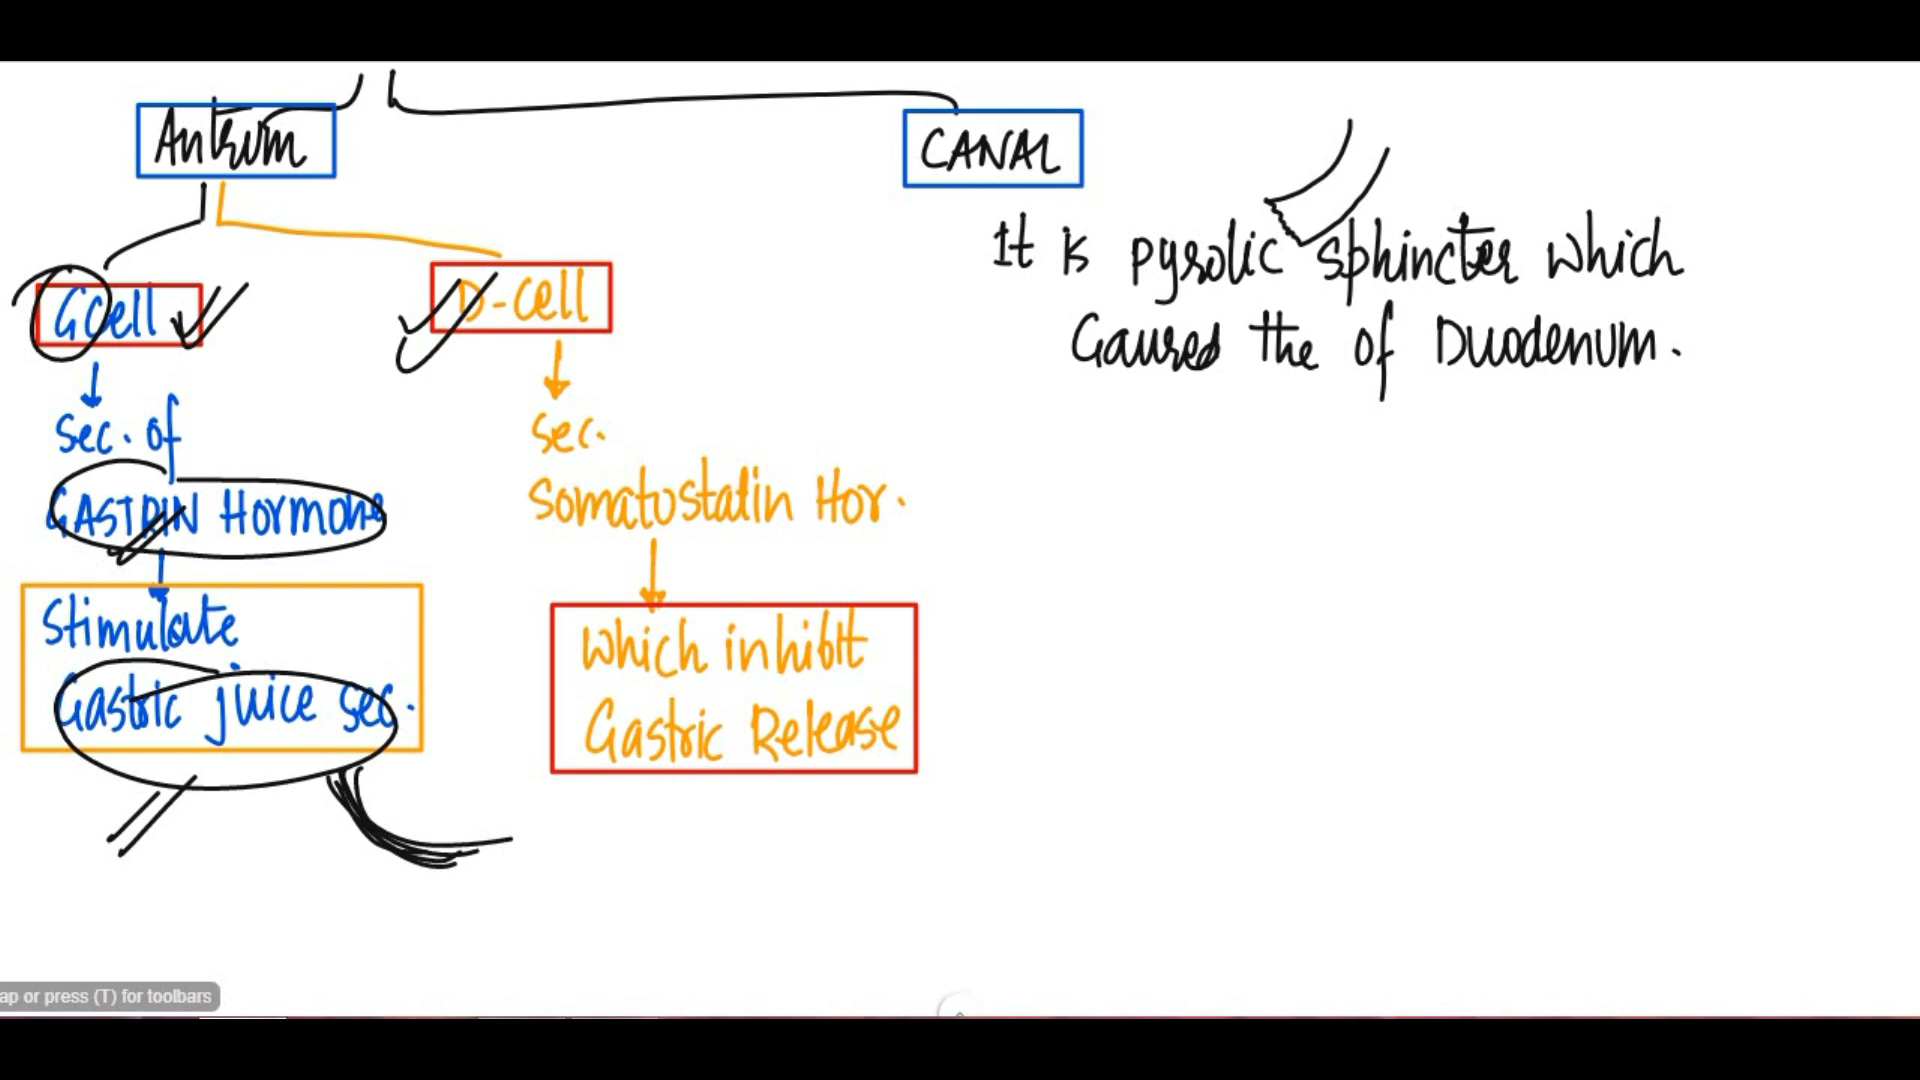 Antrum
CANAL
It is pyrolic sphincter which
Gaured the of Duodenum.
G cell
D-cell
Sec. of
GASTRIN Hormone
Stimulate
Gastric juice sec.
Sec.
Somatostatin Hor.
Which inhibit
Gastric Release
ap or press (T) for toolbars